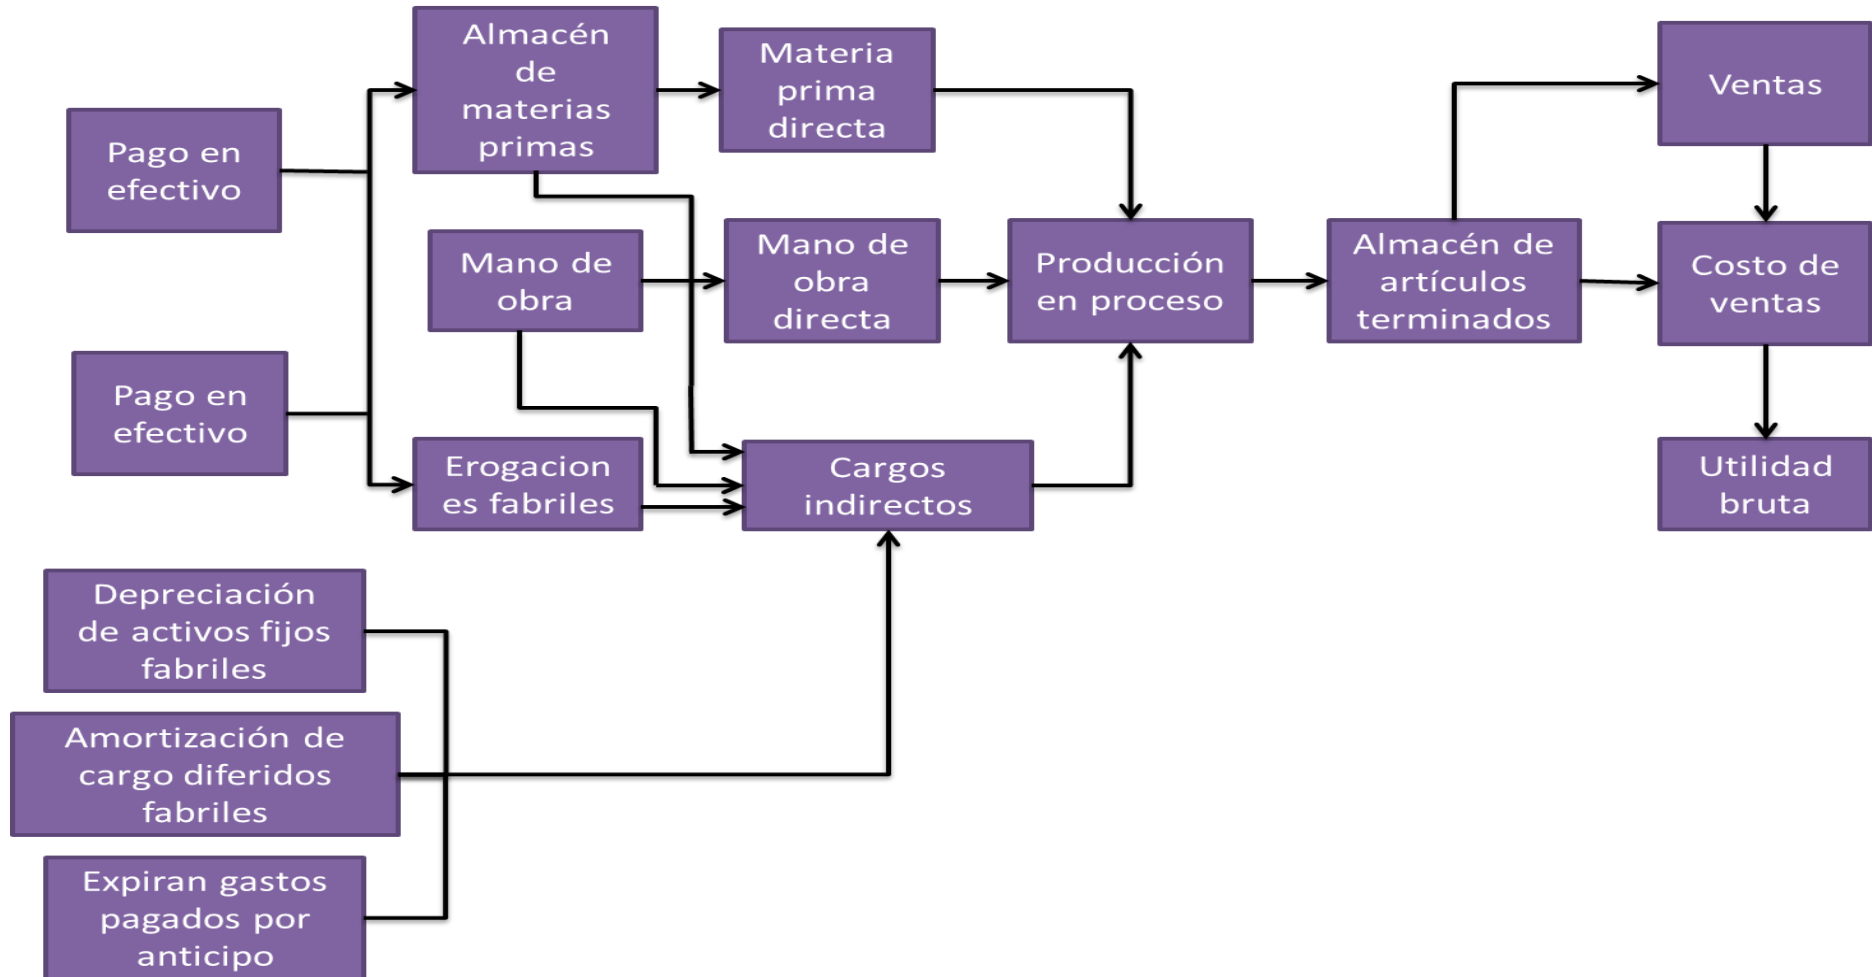 Pago en
efectivo
Pago en
efectivo
Almacén
de
materias
primas
Mano de
obra
Erogacion
es fabriles
Materia
prima
directa
Mano de
obra
directa
Cargos
indirectos
Producción
en proceso
Almacén de
artículos
terminados
Ventas
Costo de
ventas
Utilidad
bruta
Depreciación
de activos fijos
fabriles
Amortización de
cargo diferidos
fabriles
Expiran gastos
pagados por
anticipo